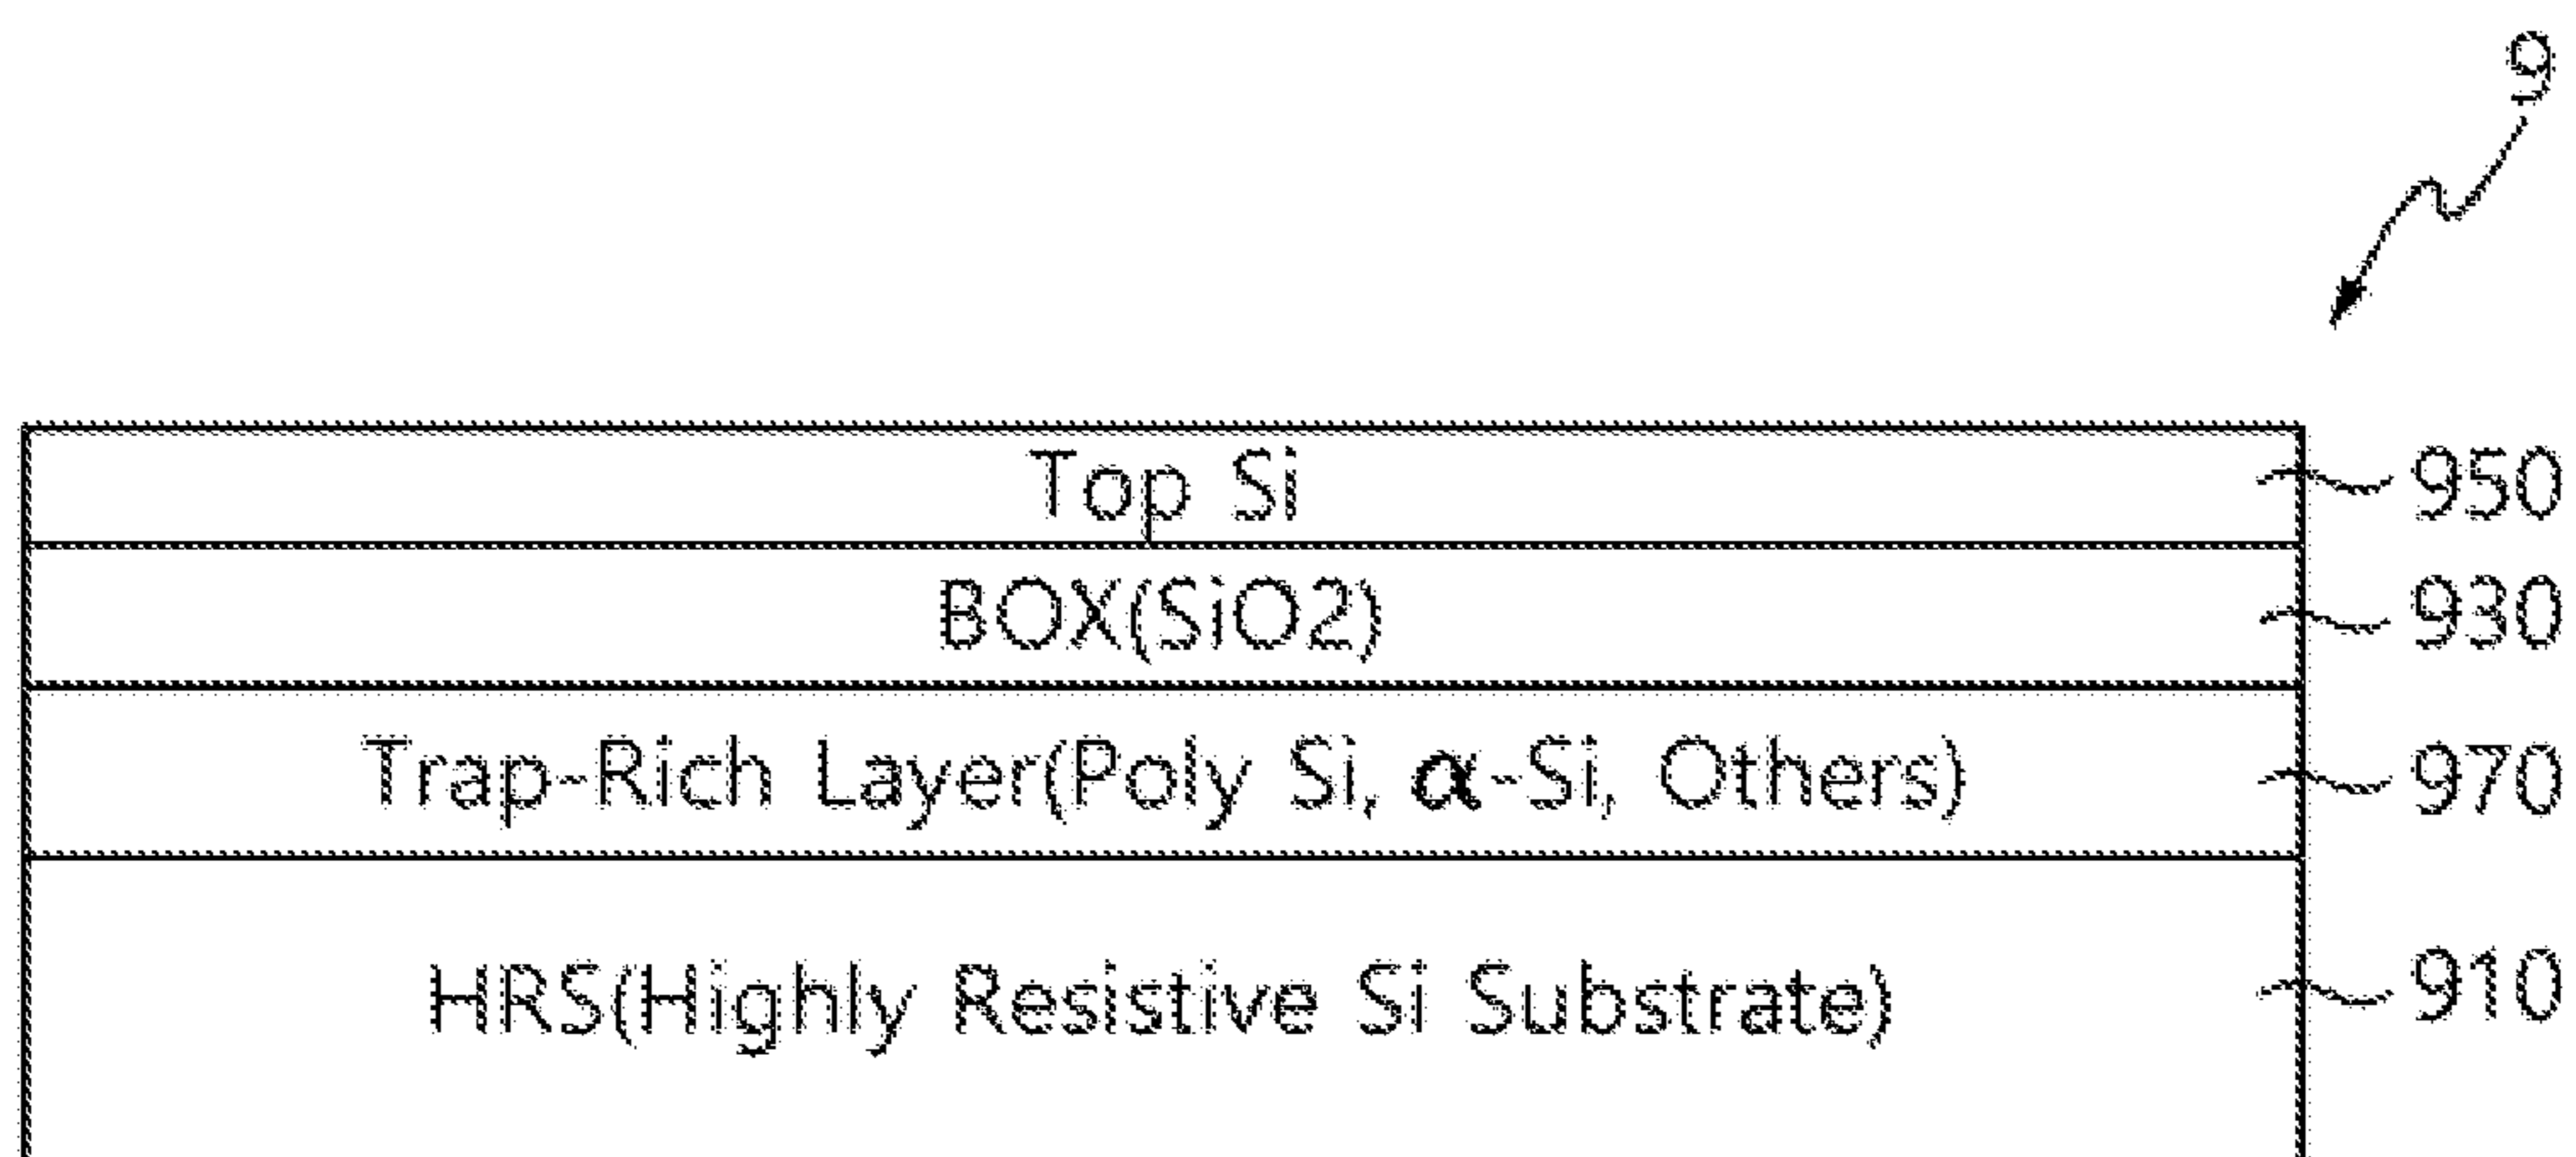 9
Top Si 950
BOX(SiO2) 930
Trap-Rich Layer(Poly Si, α-Si, Others) 970
HRS(Highly Resistive Si Substrate) 910